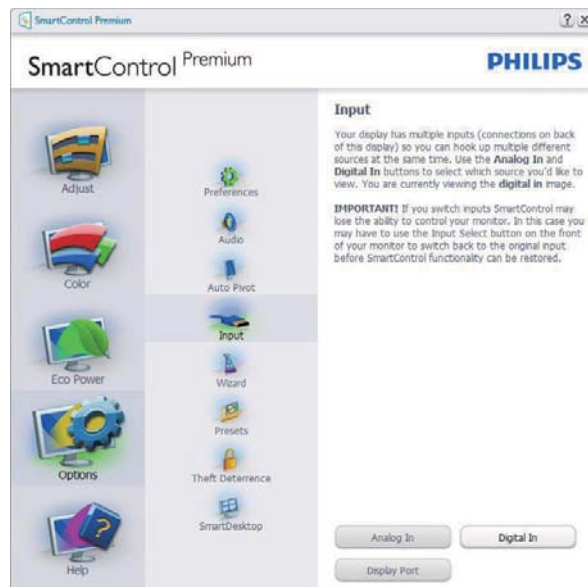 SmartControl Premium
? X
SmartControl Premium
PHILIPS
Adjust
Color
Eco Power
Options
Help
Preferences
Audio
Auto Pivot
Input
Wizard
Presets
Theft Deterrence
SmartDesktop
Input
Your display has multiple inputs (connections on back
of this display) so you can hook up multiple different
sources at the same time. Use the Analog In and
Digital In buttons to select which source you'd like to
view. You are currently viewing the digital in image.
IMPORTANT! If you switch inputs SmartControl may
lose the ability to control your monitor. In this case you
may have to use the Input Select button on the front
of your monitor to switch back to the original input
before SmartControl functionality can be restored.
Analog In
Digital In
Display Port